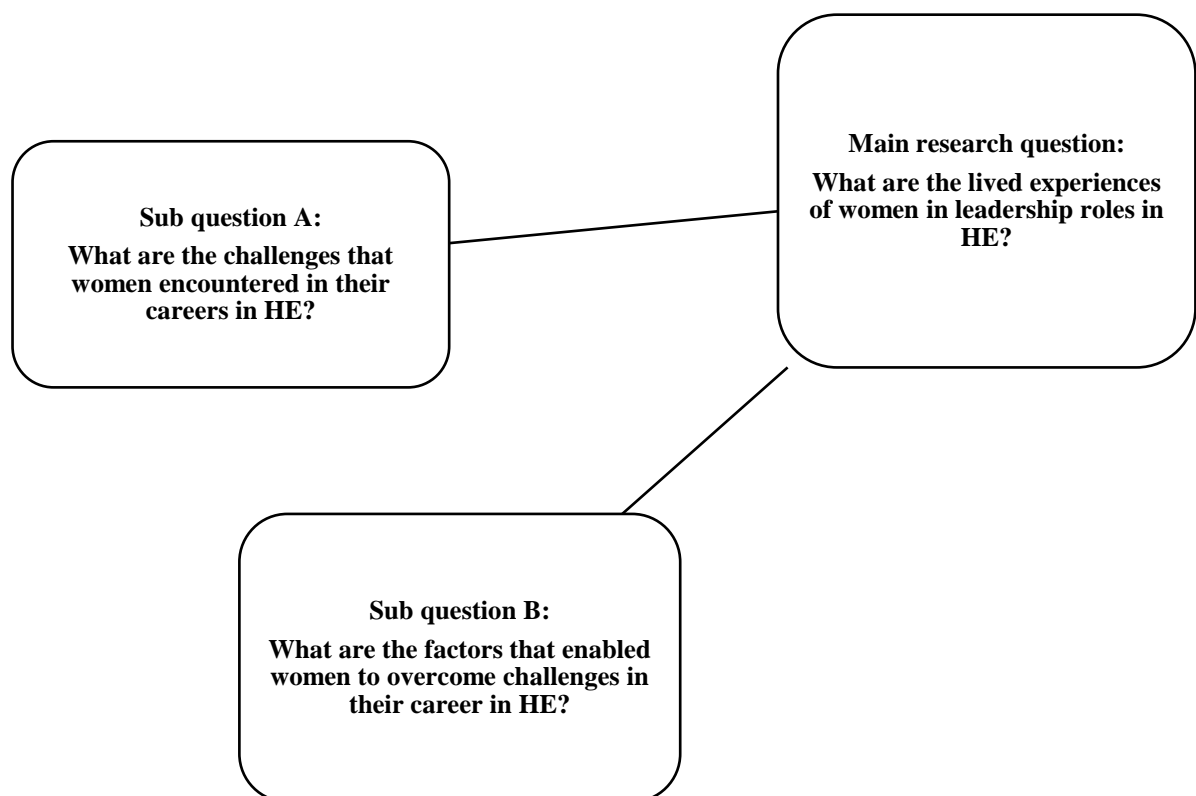 Main research question:
What are the lived experiences
of women in leadership roles in
HE?
Sub question A:
What are the challenges that
women encountered in their
careers in HE?
Sub question B:
What are the factors that enabled
women to overcome challenges in
their career in HE?